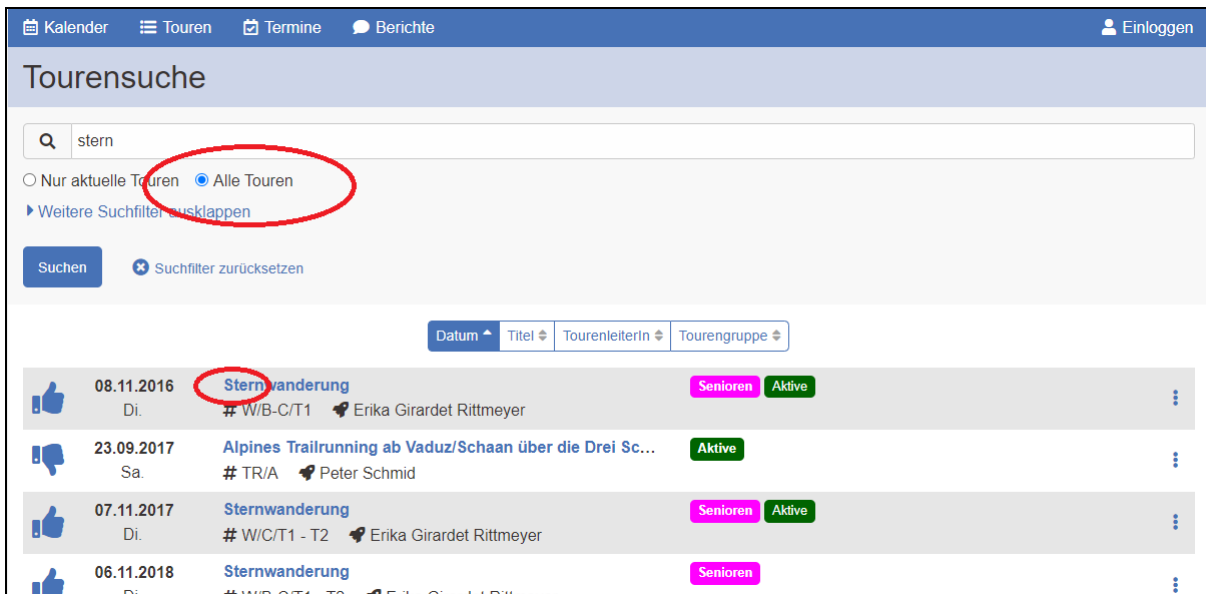 Kalender Touren Termine Berichte Einloggen
Tourensuche
stern
Nur aktuelle Touren Alle Touren
Weitere Suchfilter ausklappen
Suchen Suchfilter zurücksetzen
Datum Titel TourenleiterIn Tourengruppe
08.11.2016 Sternwanderung Senioren Aktive
Di. # W/B-C/T1 Erika Girardet Rittmeyer
23.09.2017 Alpines Trailrunning ab Vaduz/Schaan über die Drei Sc... Aktive
Sa. # TR/A Peter Schmid
07.11.2017 Sternwanderung Senioren Aktive
Di. # W/C/T1 - T2 Erika Girardet Rittmeyer
06.11.2018 Sternwanderung Senioren